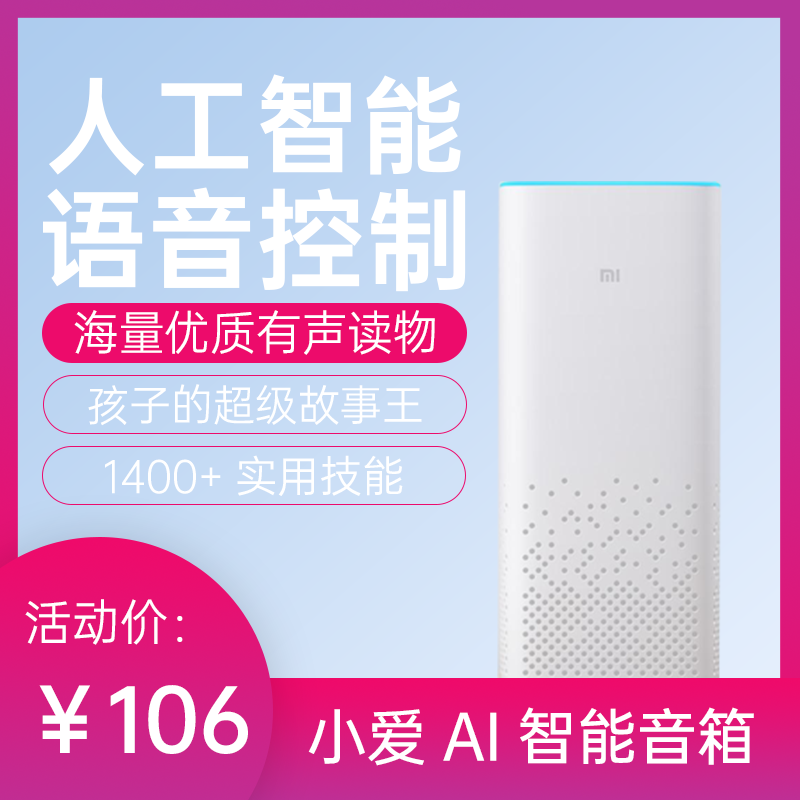 人工智能
语音控制
mi
海量优质有声读物
孩子的超级故事王
1400+ 实用技能
活动价：
￥106
小爱 AI 智能音箱